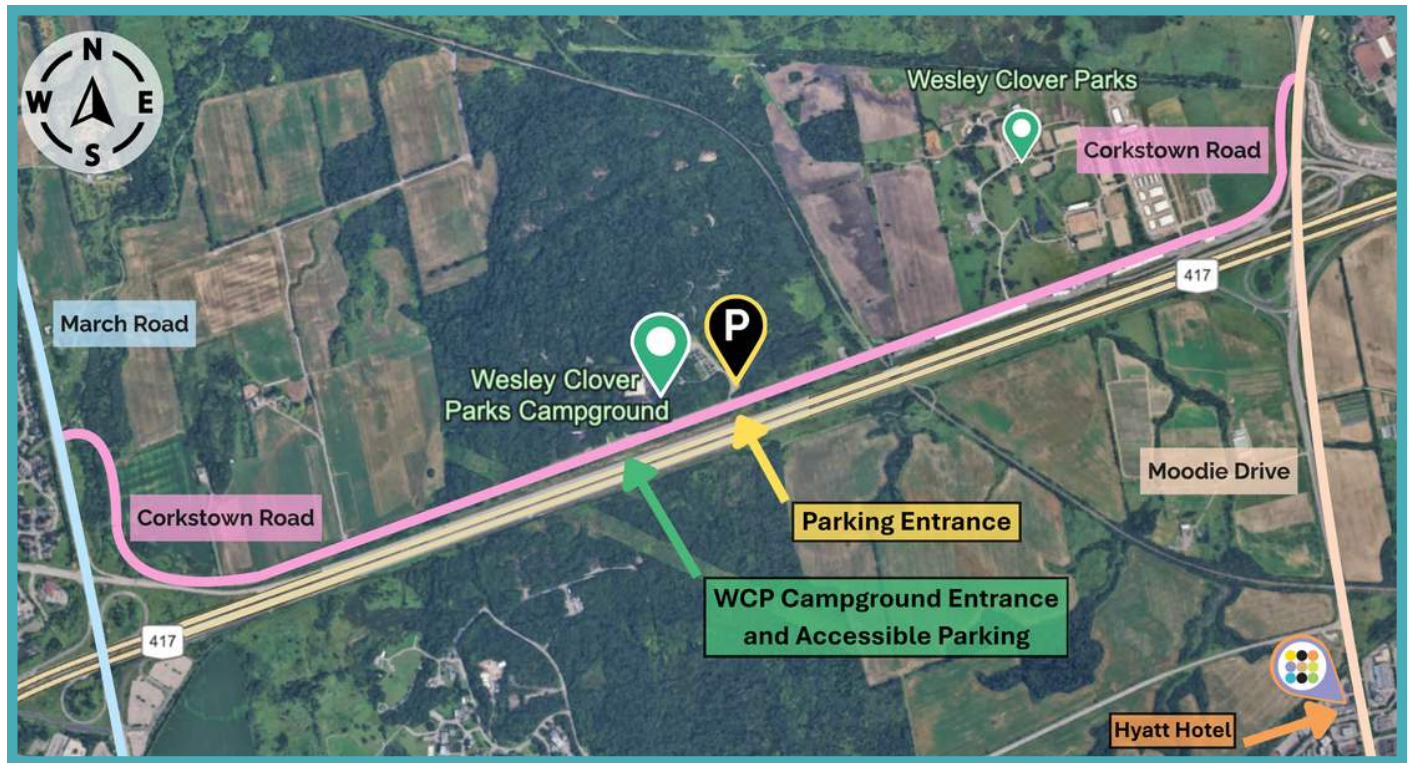 N
W E
S
Wesley Clover Parks
Corkstown Road
417
March Road
P
Wesley Clover
Parks Campground
Moodie Drive
Corkstown Road
Parking Entrance
WCP Campground Entrance
and Accessible Parking
417
Hyatt Hotel